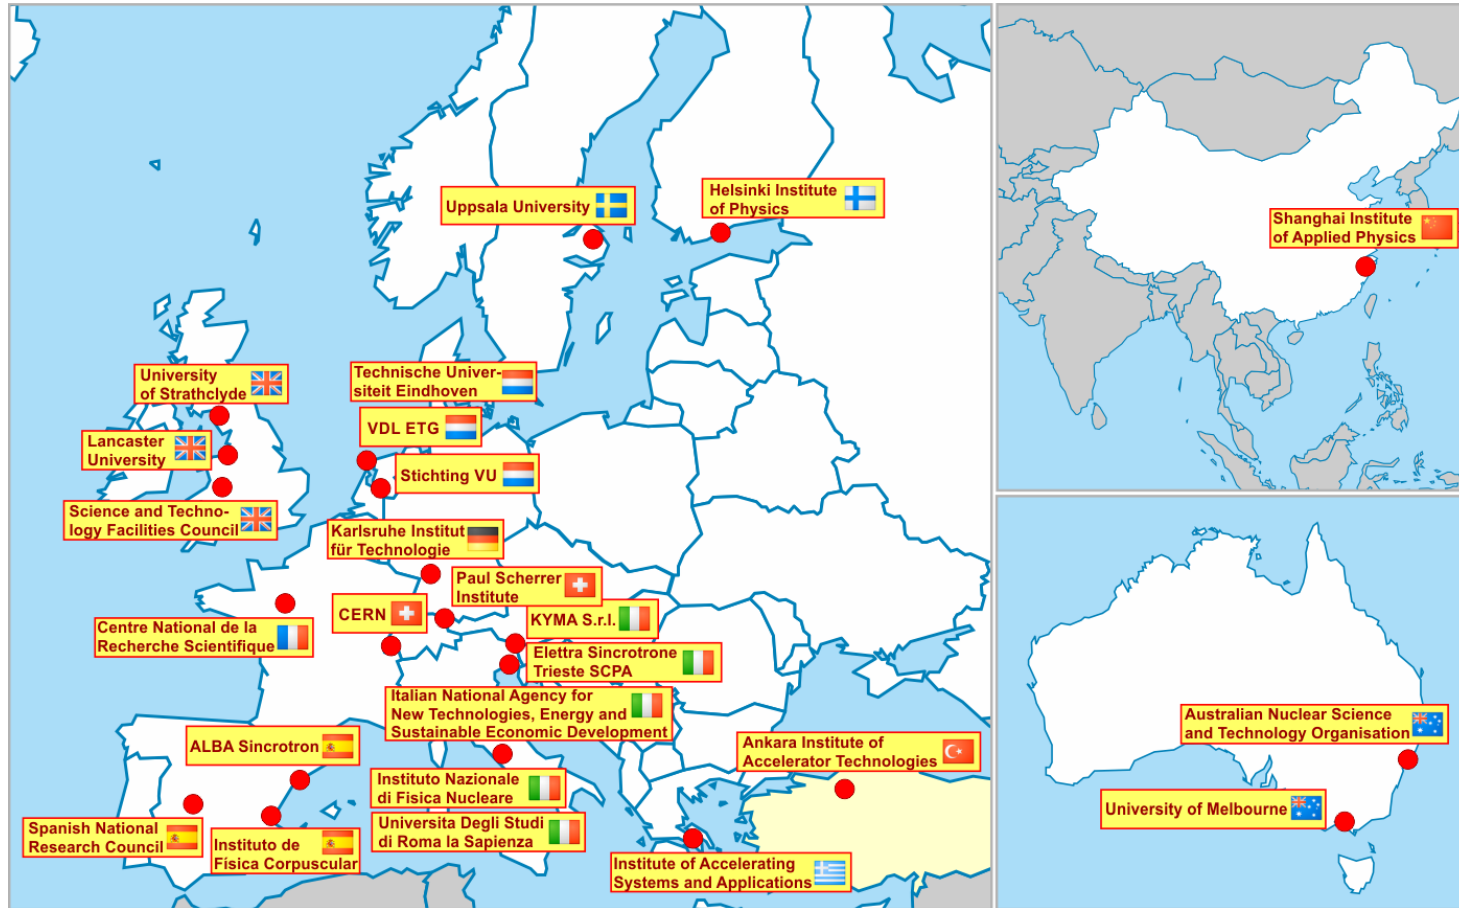 Uppsala University
Helsinki Institute
of Physics
Shanghai Institute
of Applied Physics
University
of Strathclyde
Technische Univer-
siteit Eindhoven
VDL ETG
Lancaster
University
Stichting VU
Science and Techno-
logy Facilities Council
Karlsruhe Institut
für Technologie
Paul Scherrer
Institute
CERN
KYMA S.r.l.
Centre National de la
Recherche Scientifique
Elettra Sincrotrone
Trieste SCPA
Italian National Agency for
New Technologies, Energy and
Sustainable Economic Development
ALBA Sincrotron
Ankara Institute of
Accelerator Technologies
Australian Nuclear Science
and Technology Organisation
Instituto Nazionale
di Fisica Nucleare
University of Melbourne
Spanish National
Research Council
Instituto de
Física Corpuscular
Universita Degli Studi
di Roma la Sapienza
Institute of Accelerating
Systems and Applications